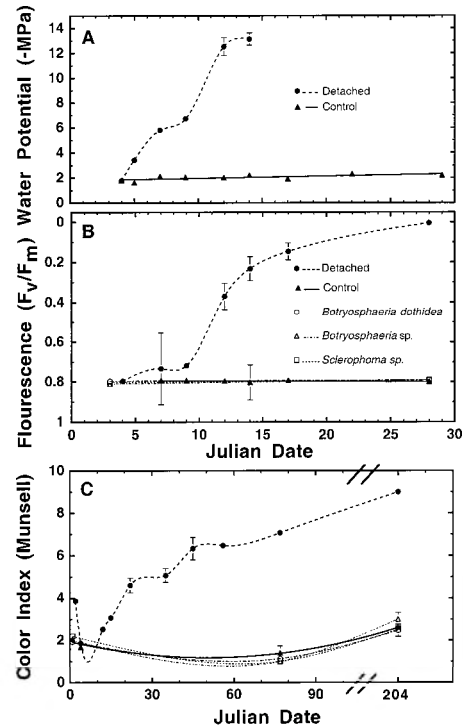 A
Water Potential (-MPa)
14
12
10
8
6
4
2
0
Detached
Control
B
Flourescence (Fv/Fm)
0
0.2
0.4
0.6
0.8
1
Detached
Control
Botryosphaeria dothidea
Botryosphaeria sp.
Sclerophoma sp.
0 5 10 15 20 25 30
Julian Date
C
Color Index (Munsell)
10
8
6
4
2
0
0 30 60 90 204
Julian Date